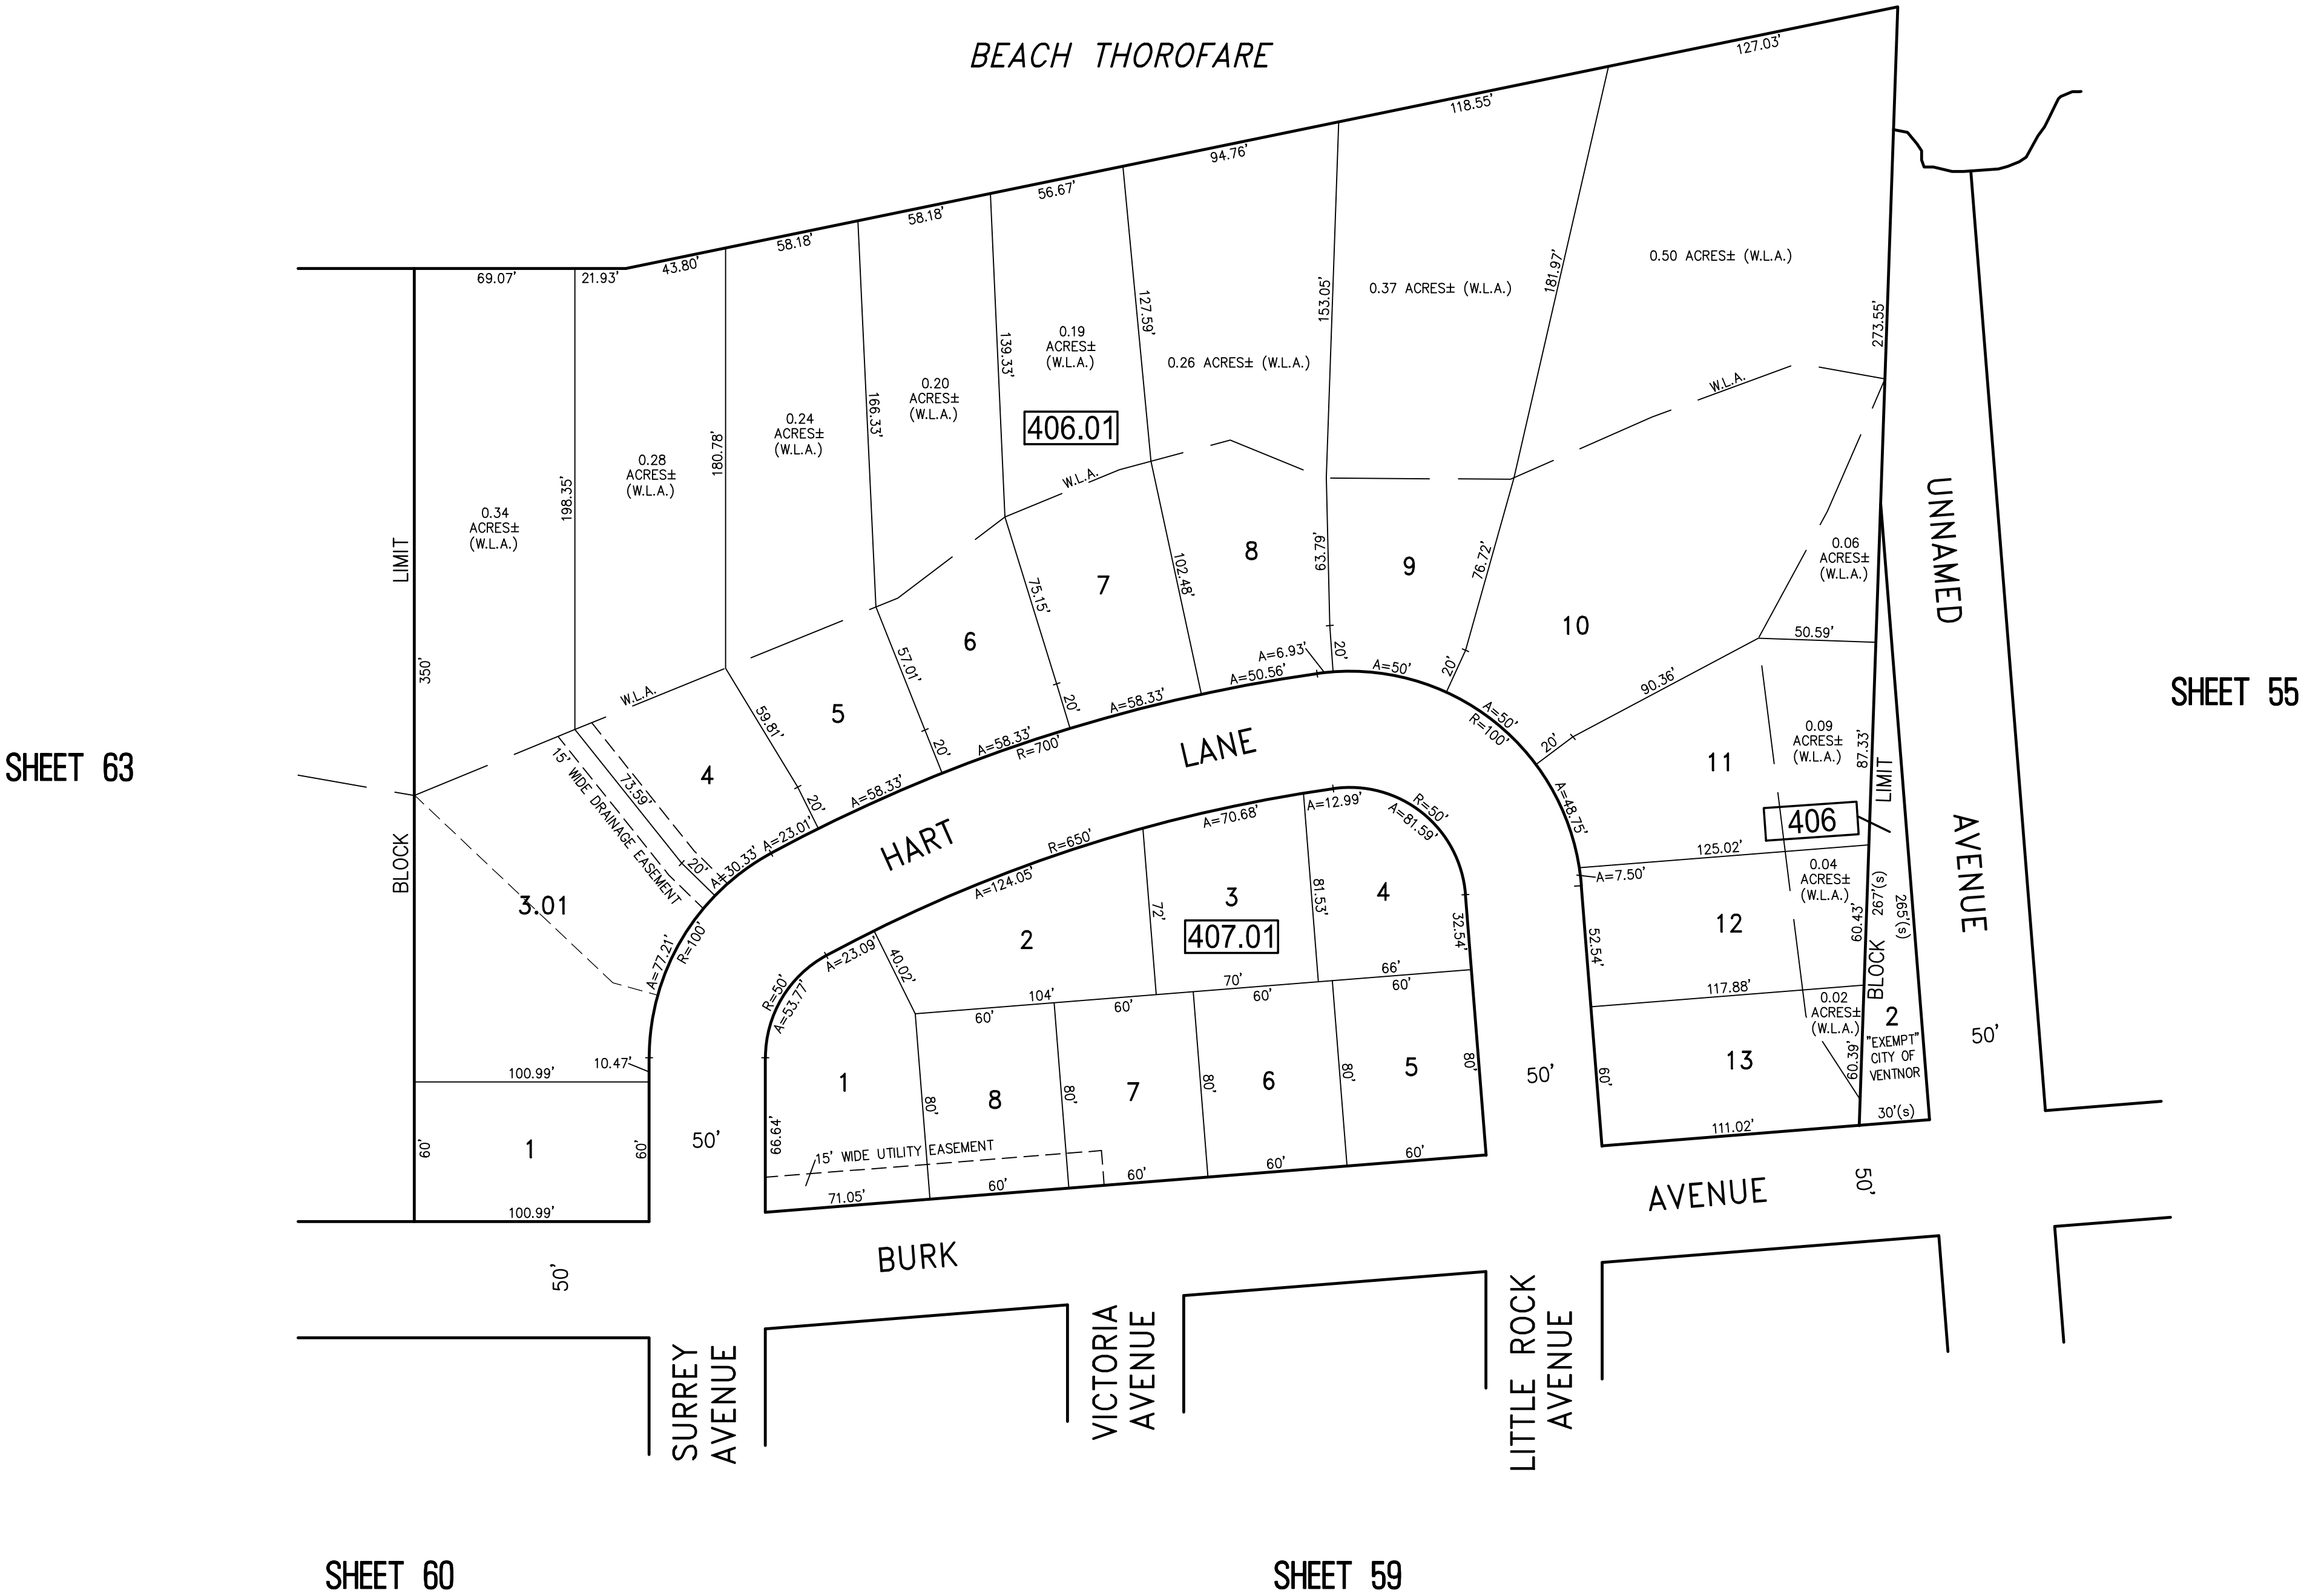 BEACH THOROFARE
127.03'
118.55'
94.76'
56.67'
58.18'
58.18'
43.80'
21.93'
69.07'
0.50 ACRES± (W.L.A.)
0.37 ACRES± (W.L.A.)
181.97'
153.05'
273.55'
127.59'
0.19
ACRES±
(W.L.A.)
139.33'
0.26 ACRES± (W.L.A.)
0.20
ACRES±
(W.L.A.)
166.33'
406.01
0.24
ACRES±
(W.L.A.)
180.78'
0.28
ACRES±
(W.L.A.)
198.35'
0.34
ACRES±
(W.L.A.)
W.L.A.
W.L.A.
W.L.A.
LIMIT
350'
BLOCK
SHEET 63
SHEET 55
UNNAMED
AVENUE
0.06
ACRES±
(W.L.A.)
50.59'
8
63.79'
9
76.72'
10
7
102.48'
75.15'
6
57.01'
5
59.81'
4
73.59'
20'
20'
20'
20'
20'
20'
20'
15' WIDE DRAINAGE EASEMENT
3.01
A=77.21'
R=100'
A=30.33'
A=23.01'
A=58.33'
A=58.33'
R=700'
A=58.33'
A=50.56'
A=6.93'
A=50'
A=50'
R=100'
90.36'
A=48.75'
11
0.09
ACRES±
(W.L.A.)
87.33'
LIMIT
406
125.02'
A=7.50'
0.04
ACRES±
(W.L.A.)
267'(s)
265'(s)
60.43'
BLOCK
12
52.54'
117.88'
0.02
ACRES±
(W.L.A.)
60.39'
2
"EXEMPT"
CITY OF
VENTNOR
30'(s)
13
60'
111.02'
50'
HART
LANE
R=650'
A=70.68'
A=12.99'
R=50'
A=81.59'
A=124.05'
A=23.09'
R=50'
A=53.77'
40.02'
2
72'
3
407.01
81.53'
4
32.54'
104'
70'
66'
60'
60'
60'
60'
1
8
7
6
5
80'
80'
80'
80'
80'
66.64'
15' WIDE UTILITY EASEMENT
71.05'
60'
60'
60'
60'
10.47'
100.99'
60'
1
60'
100.99'
50'
50'
50'
BURK
AVENUE
50'
SURREY
AVENUE
VICTORIA
AVENUE
LITTLE ROCK
AVENUE
SHEET 60
SHEET 59